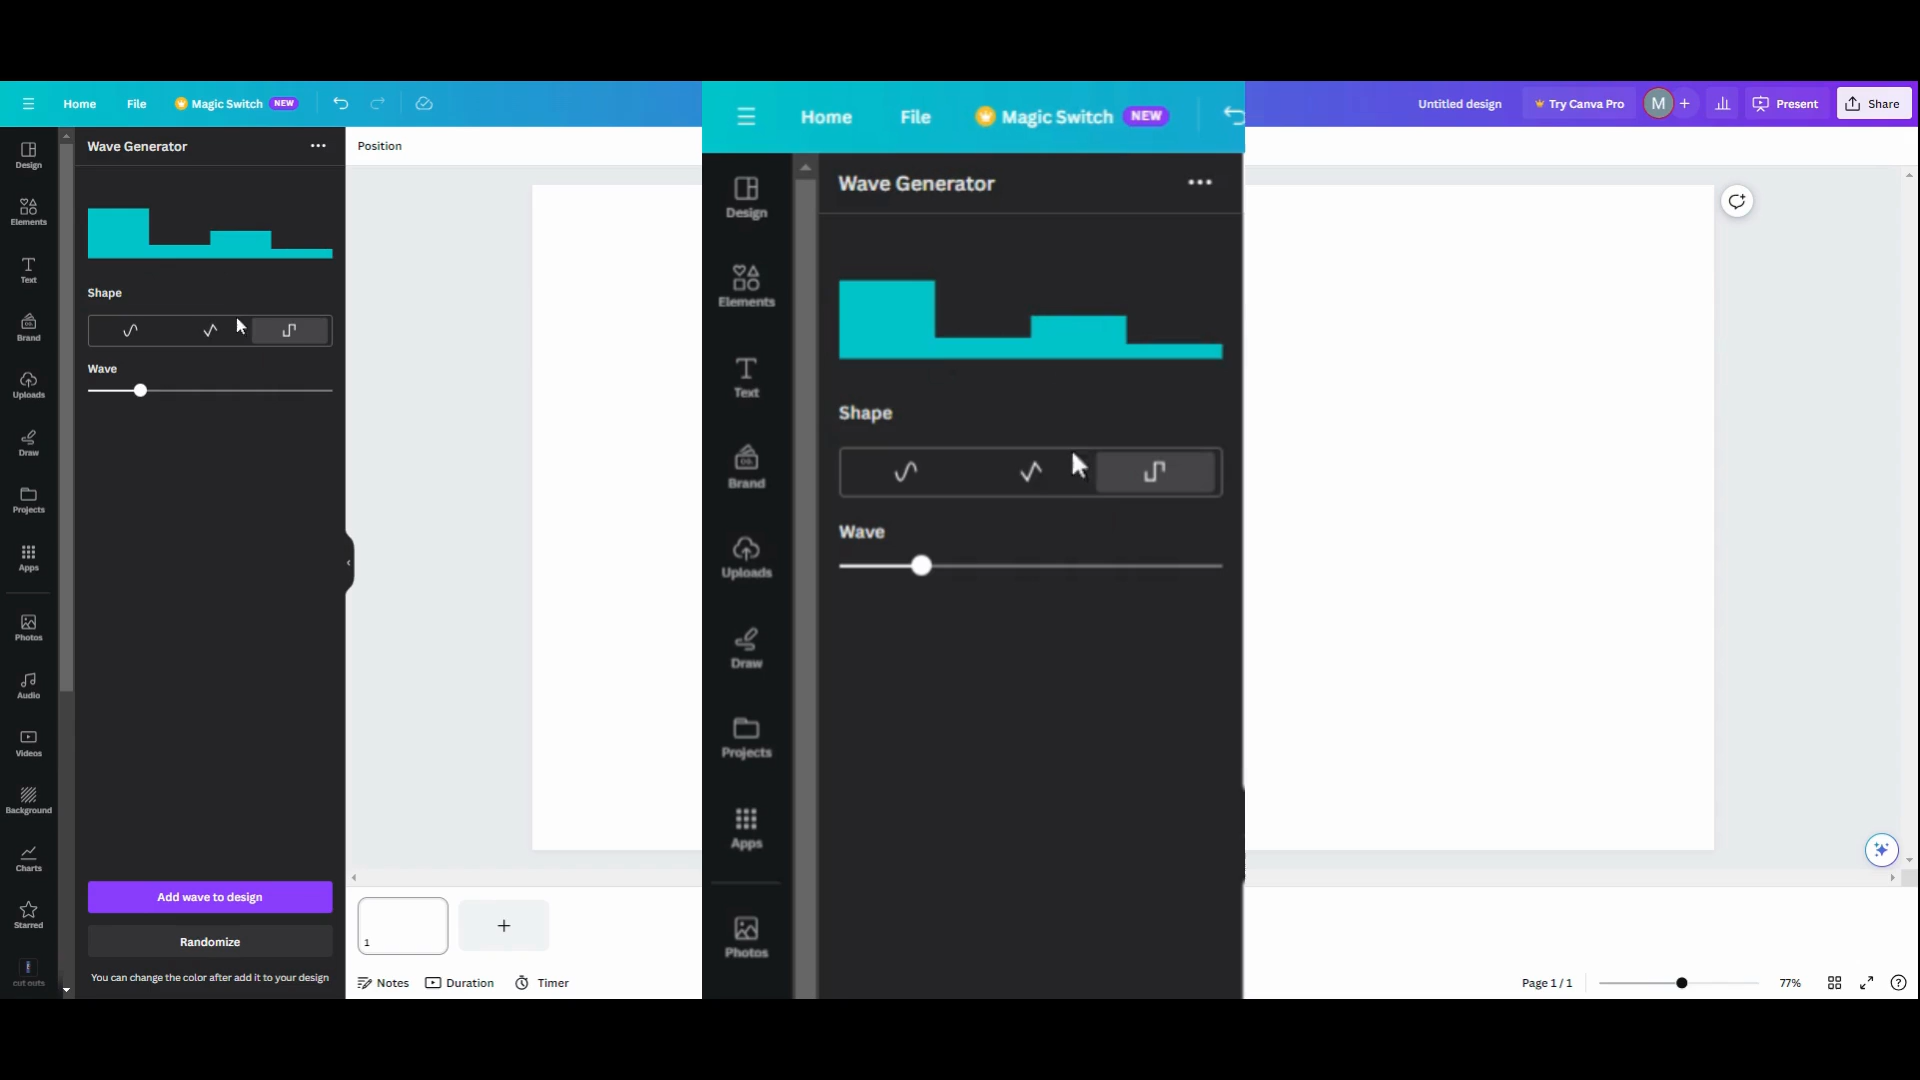 Home File Magic Switch NEW
Untitled design Try Canva Pro M Present Share
Design
Elements
Text
Brand
Uploads
Draw
Projects
Apps
Photos
Audio
Videos
Background
Charts
Starred
cut outs
Wave Generator
Shape
Wave
Add wave to design
Randomize
You can change the color after add it to your design
Position
1
Notes Duration Timer
Home File Magic Switch NEW
Design
Elements
Text
Brand
Uploads
Draw
Projects
Apps
Photos
Wave Generator
Shape
Wave
Page 1 / 1 77%